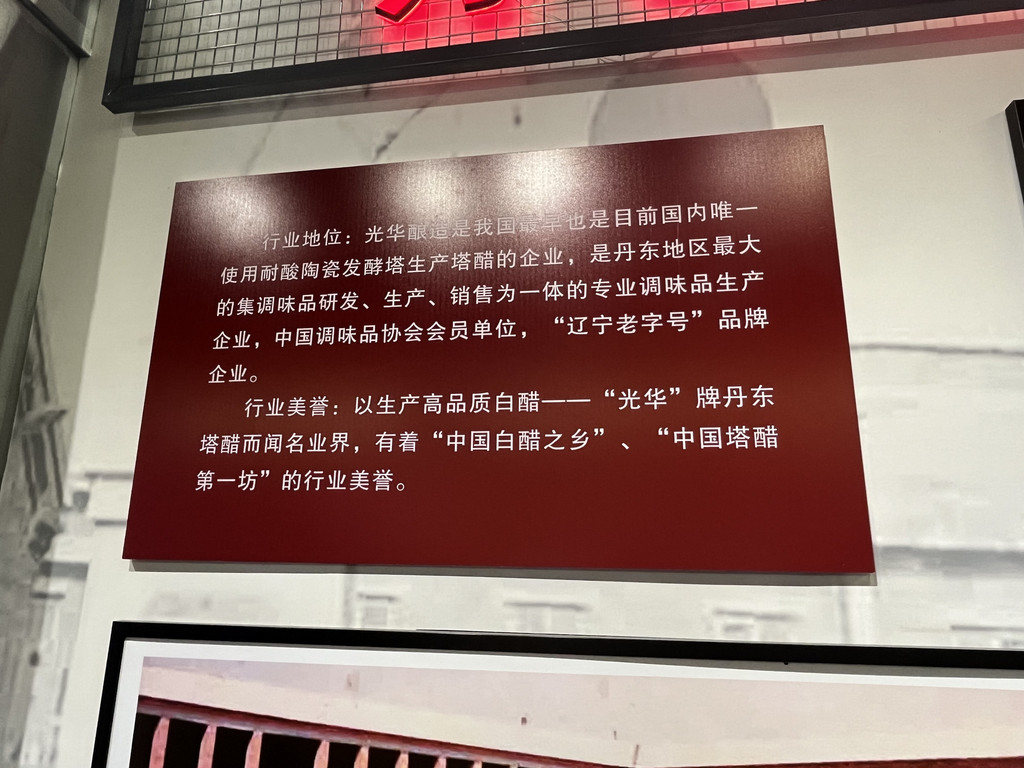 行业地位：光华酿造是我国最早也是目前国内唯一
使用耐酸陶瓷发酵塔生产塔醋的企业，是丹东地区最大
的集调味品研发、生产、销售为一体的专业调味品生产
企业，中国调味品协会会员单位，“辽宁老字号”品牌
企业。
行业美誉：以生产高品质白醋——“光华”牌丹东
塔醋而闻名业界，有着“中国白醋之乡”、“中国塔醋
第一坊”的行业美誉。